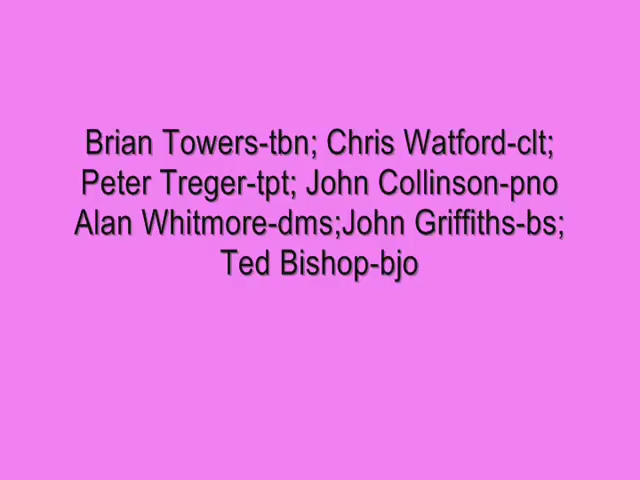 Brian Towers-tbn; Chris Watford-clt;
Peter Treger-tpt; John Collinson-pno
Alan Whitmore-dms;John Griffiths-bs;
Ted Bishop-bjo